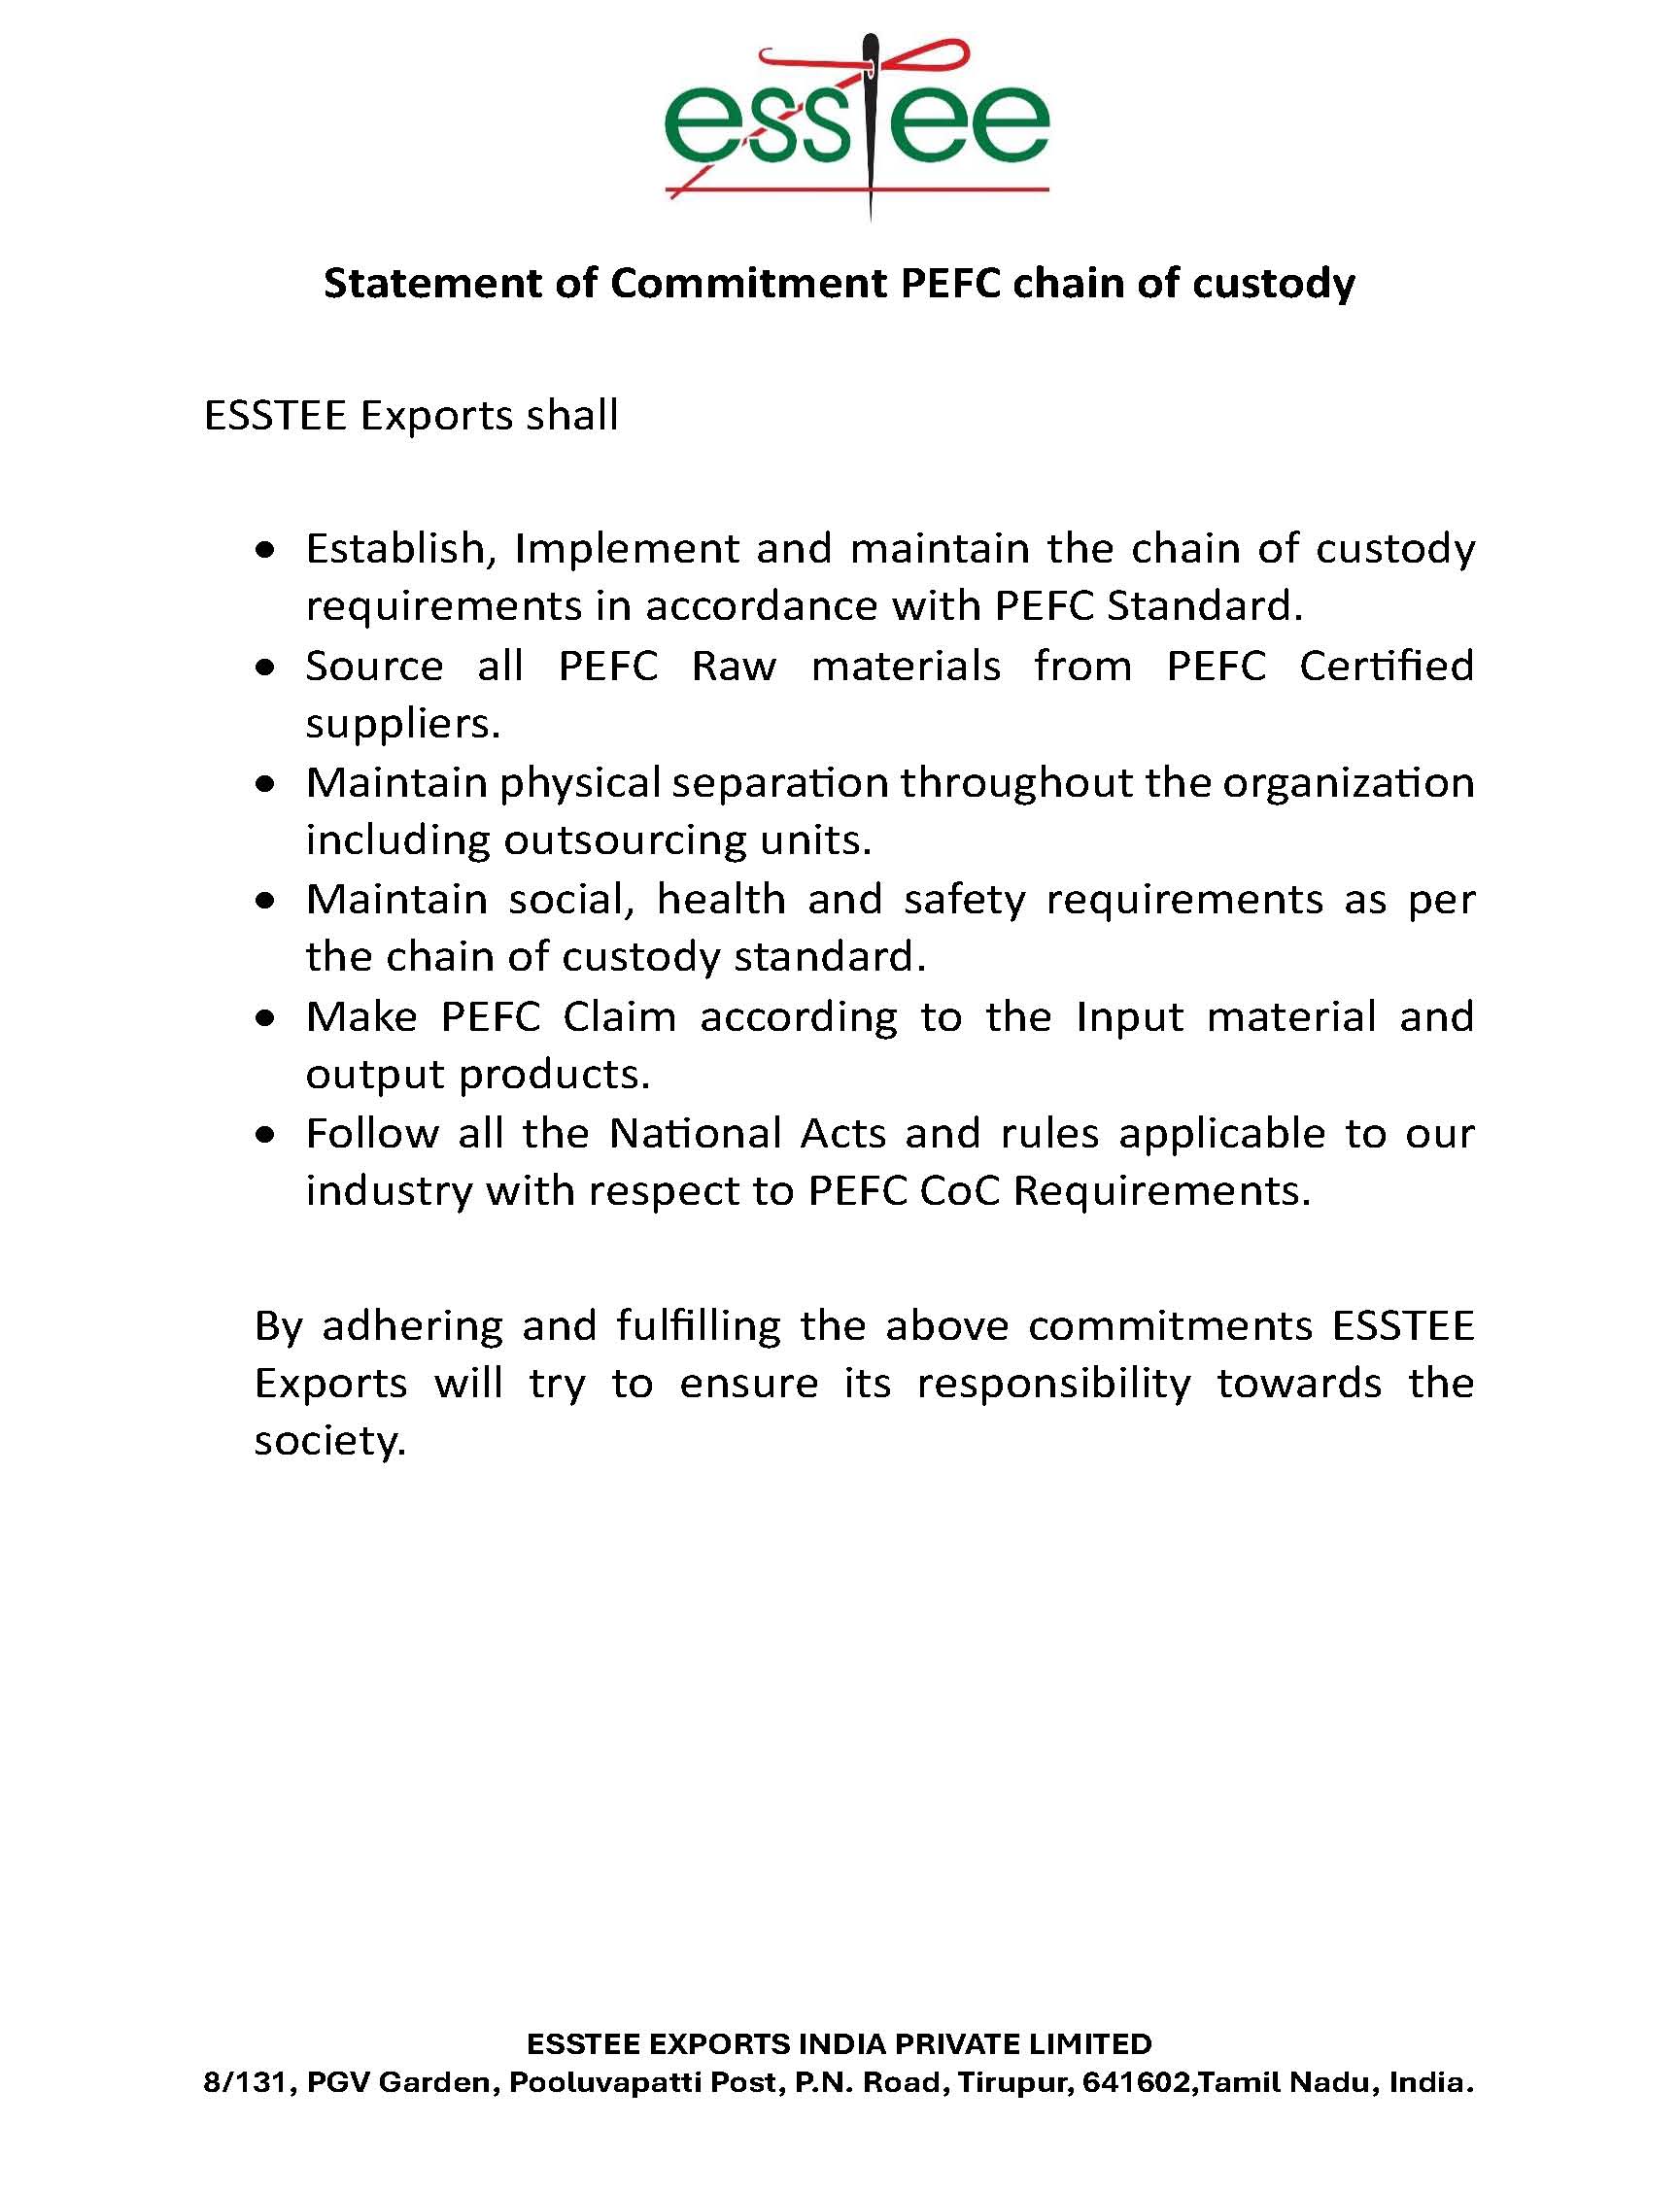 essTee
Statement of Commitment PEFC chain of custody
ESSTEE Exports shall
• Establish, Implement and maintain the chain of custody
requirements in accordance with PEFC Standard.
• Source all PEFC Raw materials from PEFC Certified
suppliers.
• Maintain physical separation throughout the organization
including outsourcing units.
• Maintain social, health and safety requirements as per
the chain of custody standard.
• Make PEFC Claim according to the Input material and
output products.
• Follow all the National Acts and rules applicable to our
industry with respect to PEFC CoC Requirements.
By adhering and fulfilling the above commitments ESSTEE
Exports will try to ensure its responsibility towards the
society.
ESSTEE EXPORTS INDIA PRIVATE LIMITED
8/131, PGV Garden, Pooluvapatti Post, P.N. Road, Tirupur, 641602,Tamil Nadu, India.